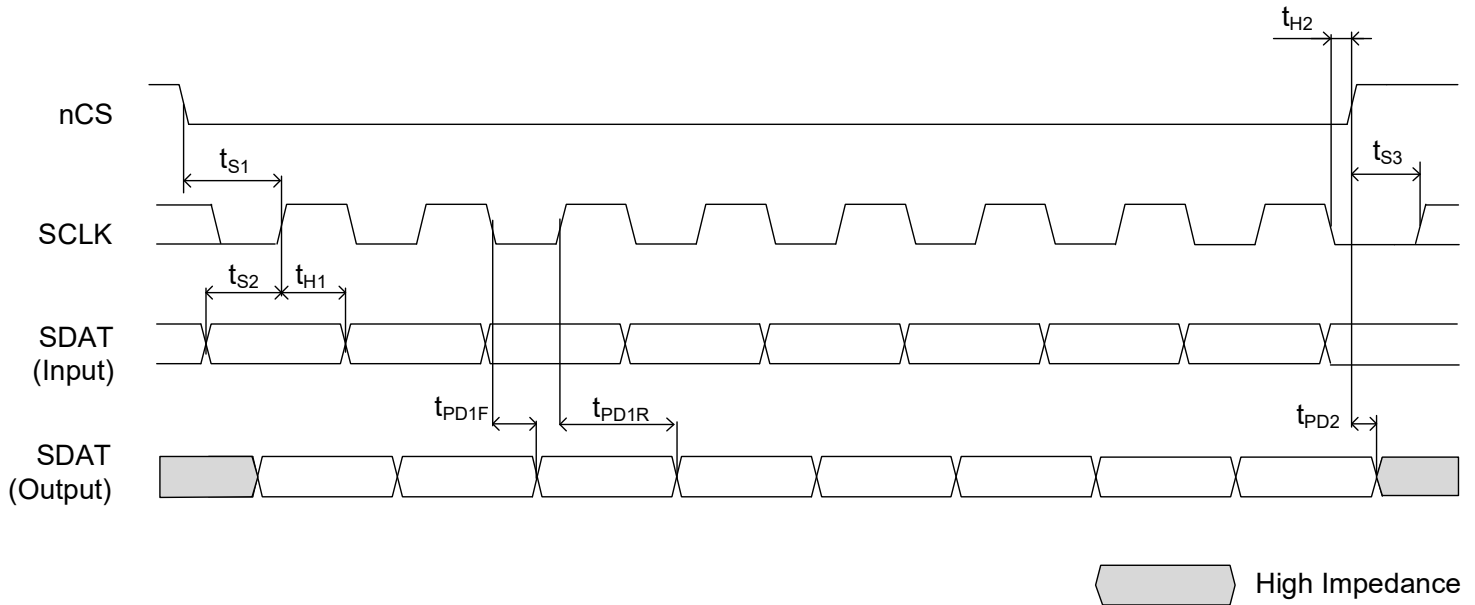 tH2
nCS
tS1
tS3
SCLK
tS2
tH1
SDAT
(Input)
tPD1F
tPD1R
tPD2
SDAT
(Output)
High Impedance